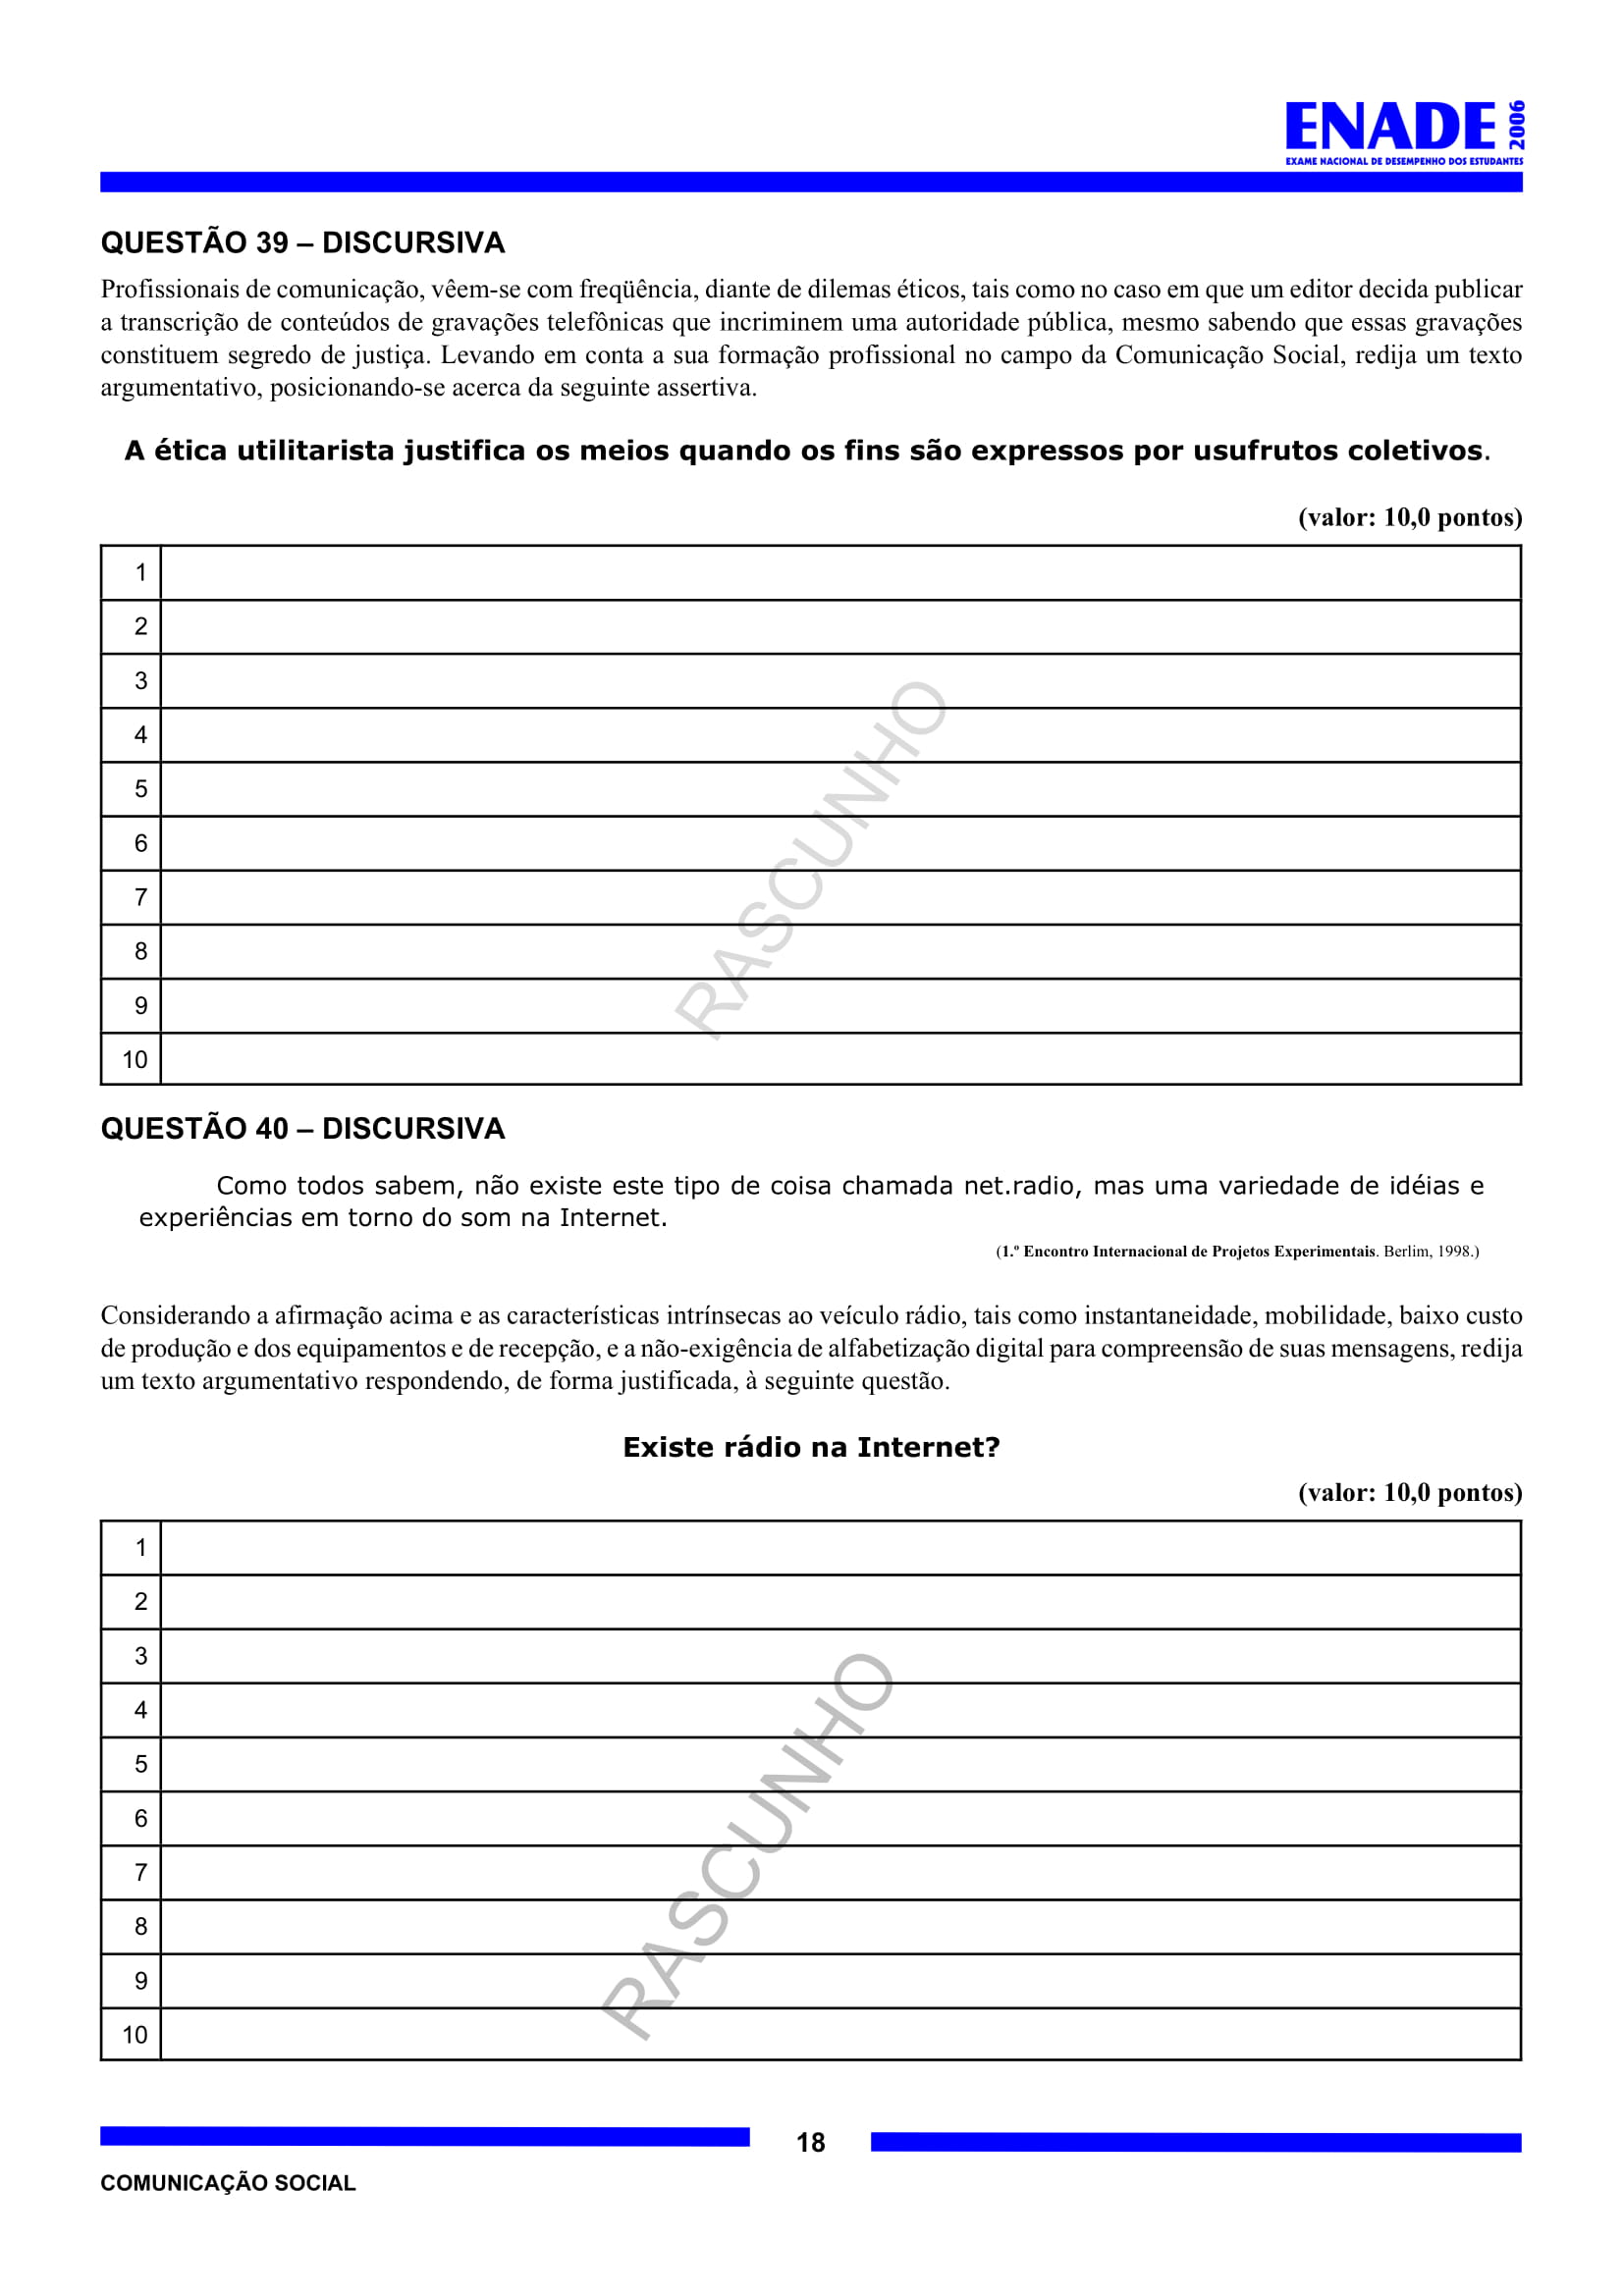 ENADE 2006
EXAME NACIONAL DE DESEMPENHO DOS ESTUDANTES
QUESTÃO 39 – DISCURSIVA
Profissionais de comunicação, vêem-se com freqüência, diante de dilemas éticos, tais como no caso em que um editor decida publicar
a transcrição de conteúdos de gravações telefônicas que incriminem uma autoridade pública, mesmo sabendo que essas gravações
constituem segredo de justiça. Levando em conta a sua formação profissional no campo da Comunicação Social, redija um texto
argumentativo, posicionando-se acerca da seguinte assertiva.
A ética utilitarista justifica os meios quando os fins são expressos por usufrutos coletivos.
(valor: 10,0 pontos)
1
2
3
4
5
6
7
8
9
10
RASCUNHO
QUESTÃO 40 – DISCURSIVA
Como todos sabem, não existe este tipo de coisa chamada net.radio, mas uma variedade de idéias e
experiências em torno do som na Internet.
(1.º Encontro Internacional de Projetos Experimentais. Berlim, 1998.)
Considerando a afirmação acima e as características intrínsecas ao veículo rádio, tais como instantaneidade, mobilidade, baixo custo
de produção e dos equipamentos e de recepção, e a não-exigência de alfabetização digital para compreensão de suas mensagens, redija
um texto argumentativo respondendo, de forma justificada, à seguinte questão.
Existe rádio na Internet?
(valor: 10,0 pontos)
1
2
3
4
5
6
7
8
9
10
RASCUNHO
18
COMUNICAÇÃO SOCIAL